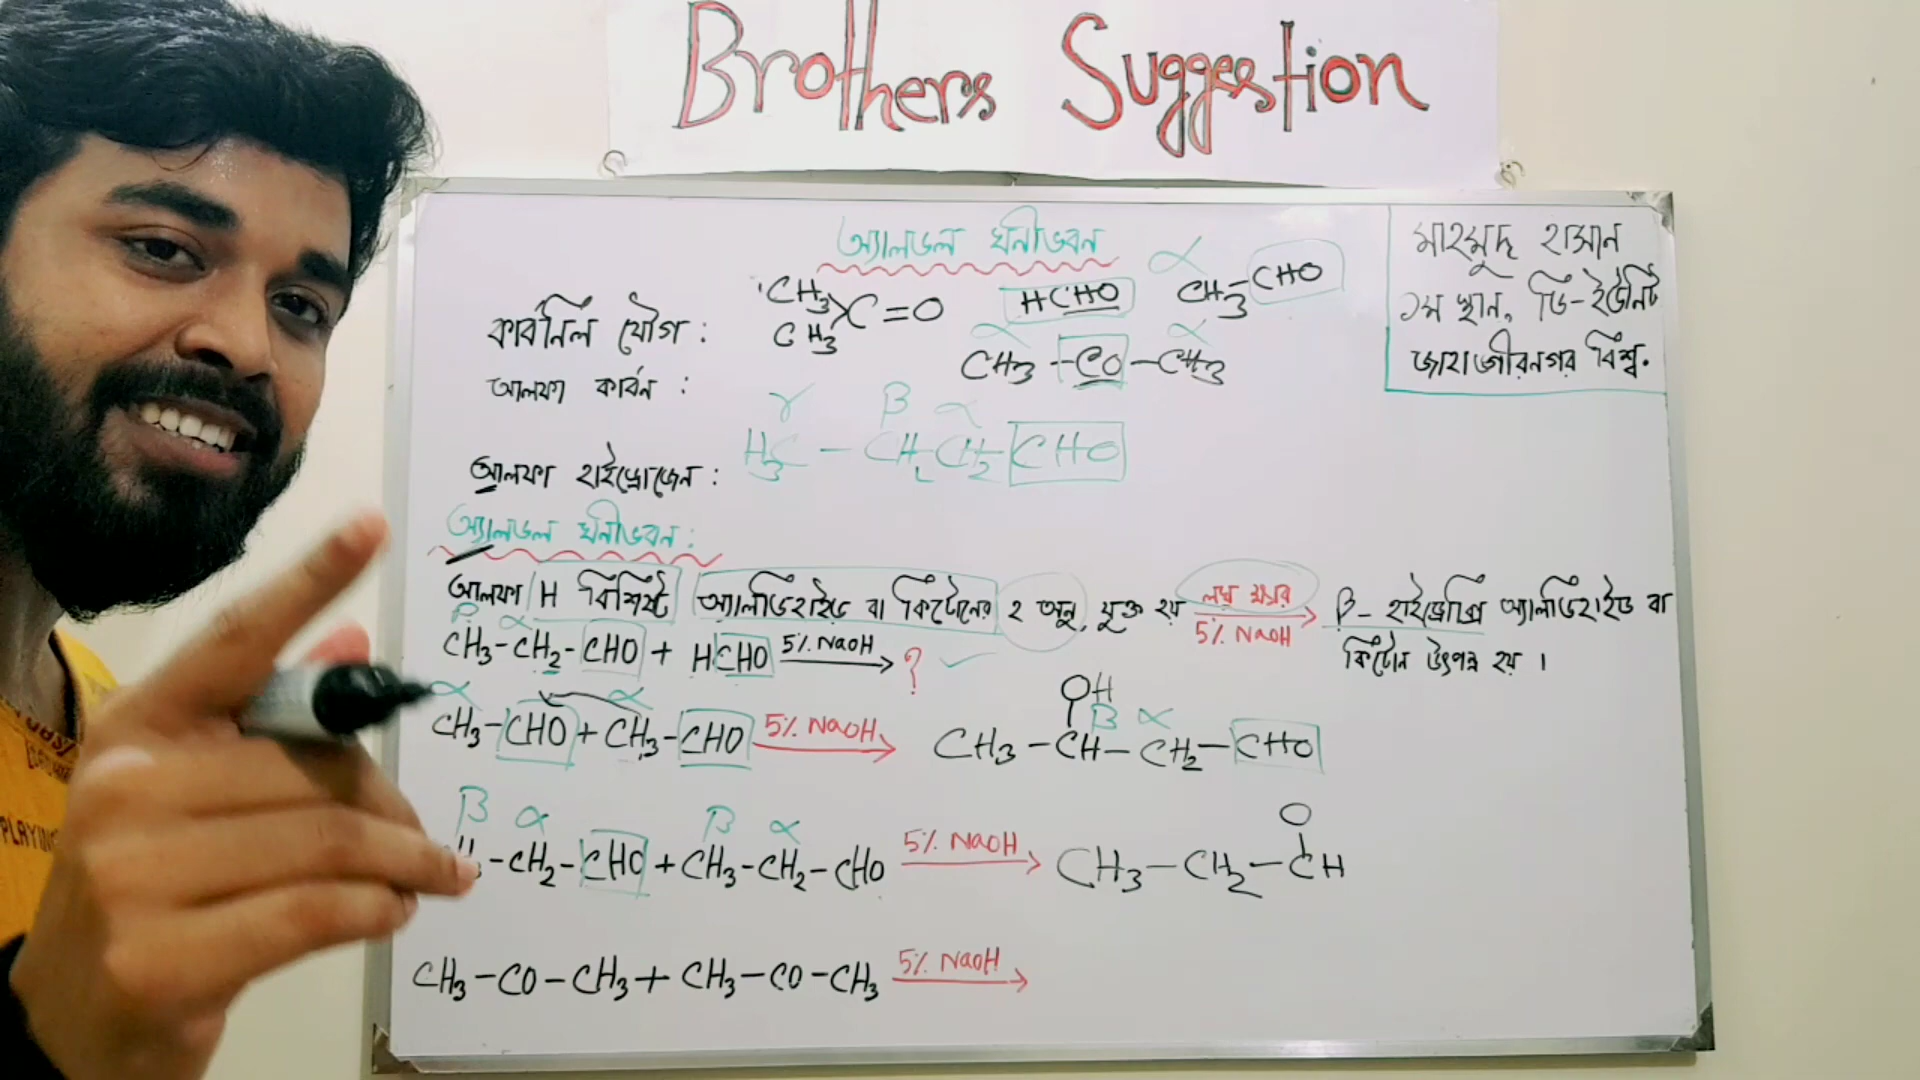 Brothers Suggestion
অ্যালডল ঘনীভবন
মাহমুদ হাসান
১ম স্থান, ডি-ইউনিট
জাহাঙ্গীরনগর বিশ্ব.
কার্বনিল যৌগ :
CH3
CH3
C=O
HCHO
α
CH3-CHO
α α
CH3-CO-CH3
আলফা কার্বন :
γ β α
H3C-CH2-CH2-CHO
আলফা হাইড্রোজেন :
অ্যালডল ঘনীভবন :
আলফা H বিশিষ্ট অ্যালডিহাইড বা কিটোনের ২ অনু যুক্ত হয় লঘু ক্ষার 5% NaOH β-হাইড্রোক্সি অ্যালডিহাইড বা
কিটোন উৎপন্ন হয় ।
β α
CH3-CH2-CHO + HCHO 5% NaOH → ?
α α OH β α
CH3-CHO + CH3-CHO 5% NaOH → CH3-CH-CH2-CHO
β α β α O
-CH2-CHO + CH3-CH2-CHO 5% NaOH → CH3-CH2-CH
CH3-CO-CH3 + CH3-CO-CH3 5% NaOH →
PLAYING